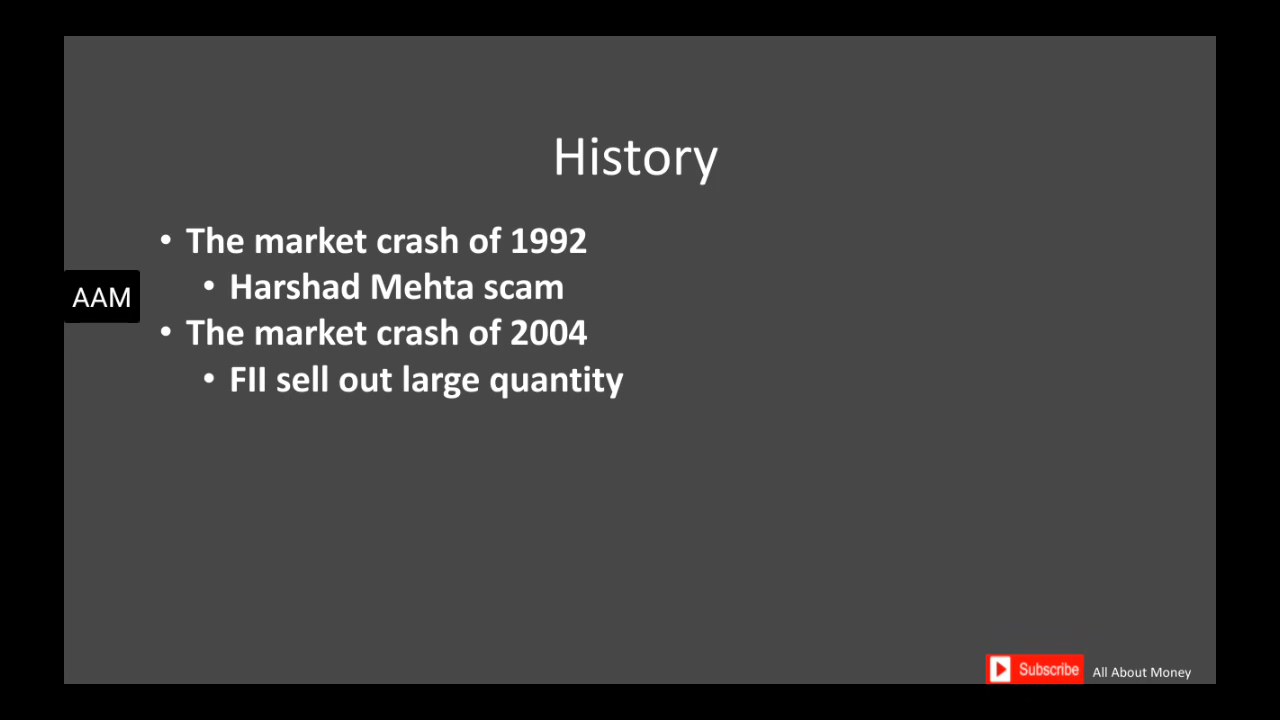 History
• The market crash of 1992
• Harshad Mehta scam
AAM
• The market crash of 2004
• FII sell out large quantity
Subscribe All About Money